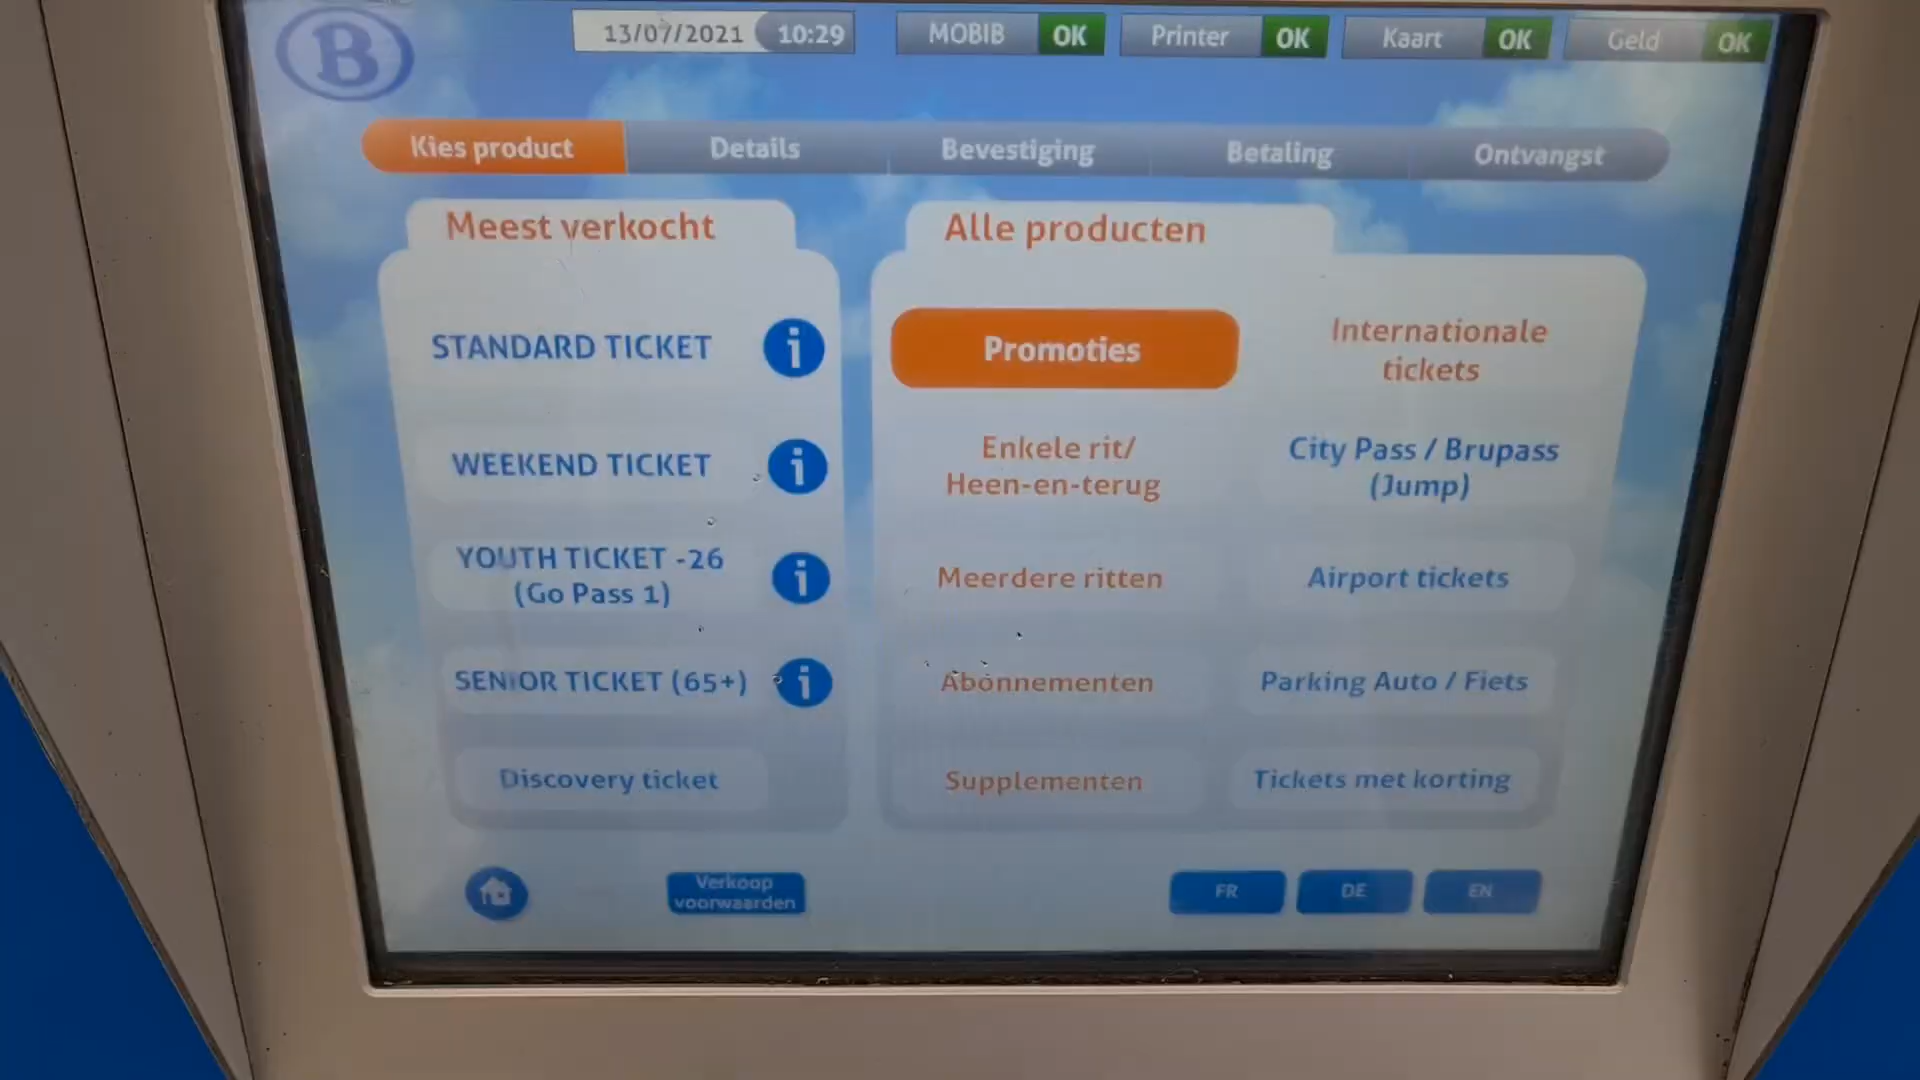 B
13/07/2021 10:29 MOBIB OK Printer OK Kaart OK Geld OK
Kies product Details Bevestiging Betaling Ontvangst
Meest verkocht
STANDARD TICKET i
WEEKEND TICKET i
YOUTH TICKET -26
(Go Pass 1) i
SENIOR TICKET (65+) i
Discovery ticket
Alle producten
Promoties
Internationale
tickets
Enkele rit/
Heen-en-terug
City Pass / Brupass
(Jump)
Meerdere ritten
Airport tickets
Abonnementen
Parking Auto / Fiets
Supplementen
Tickets met korting
Verkoop
voorwaarden
FR DE EN